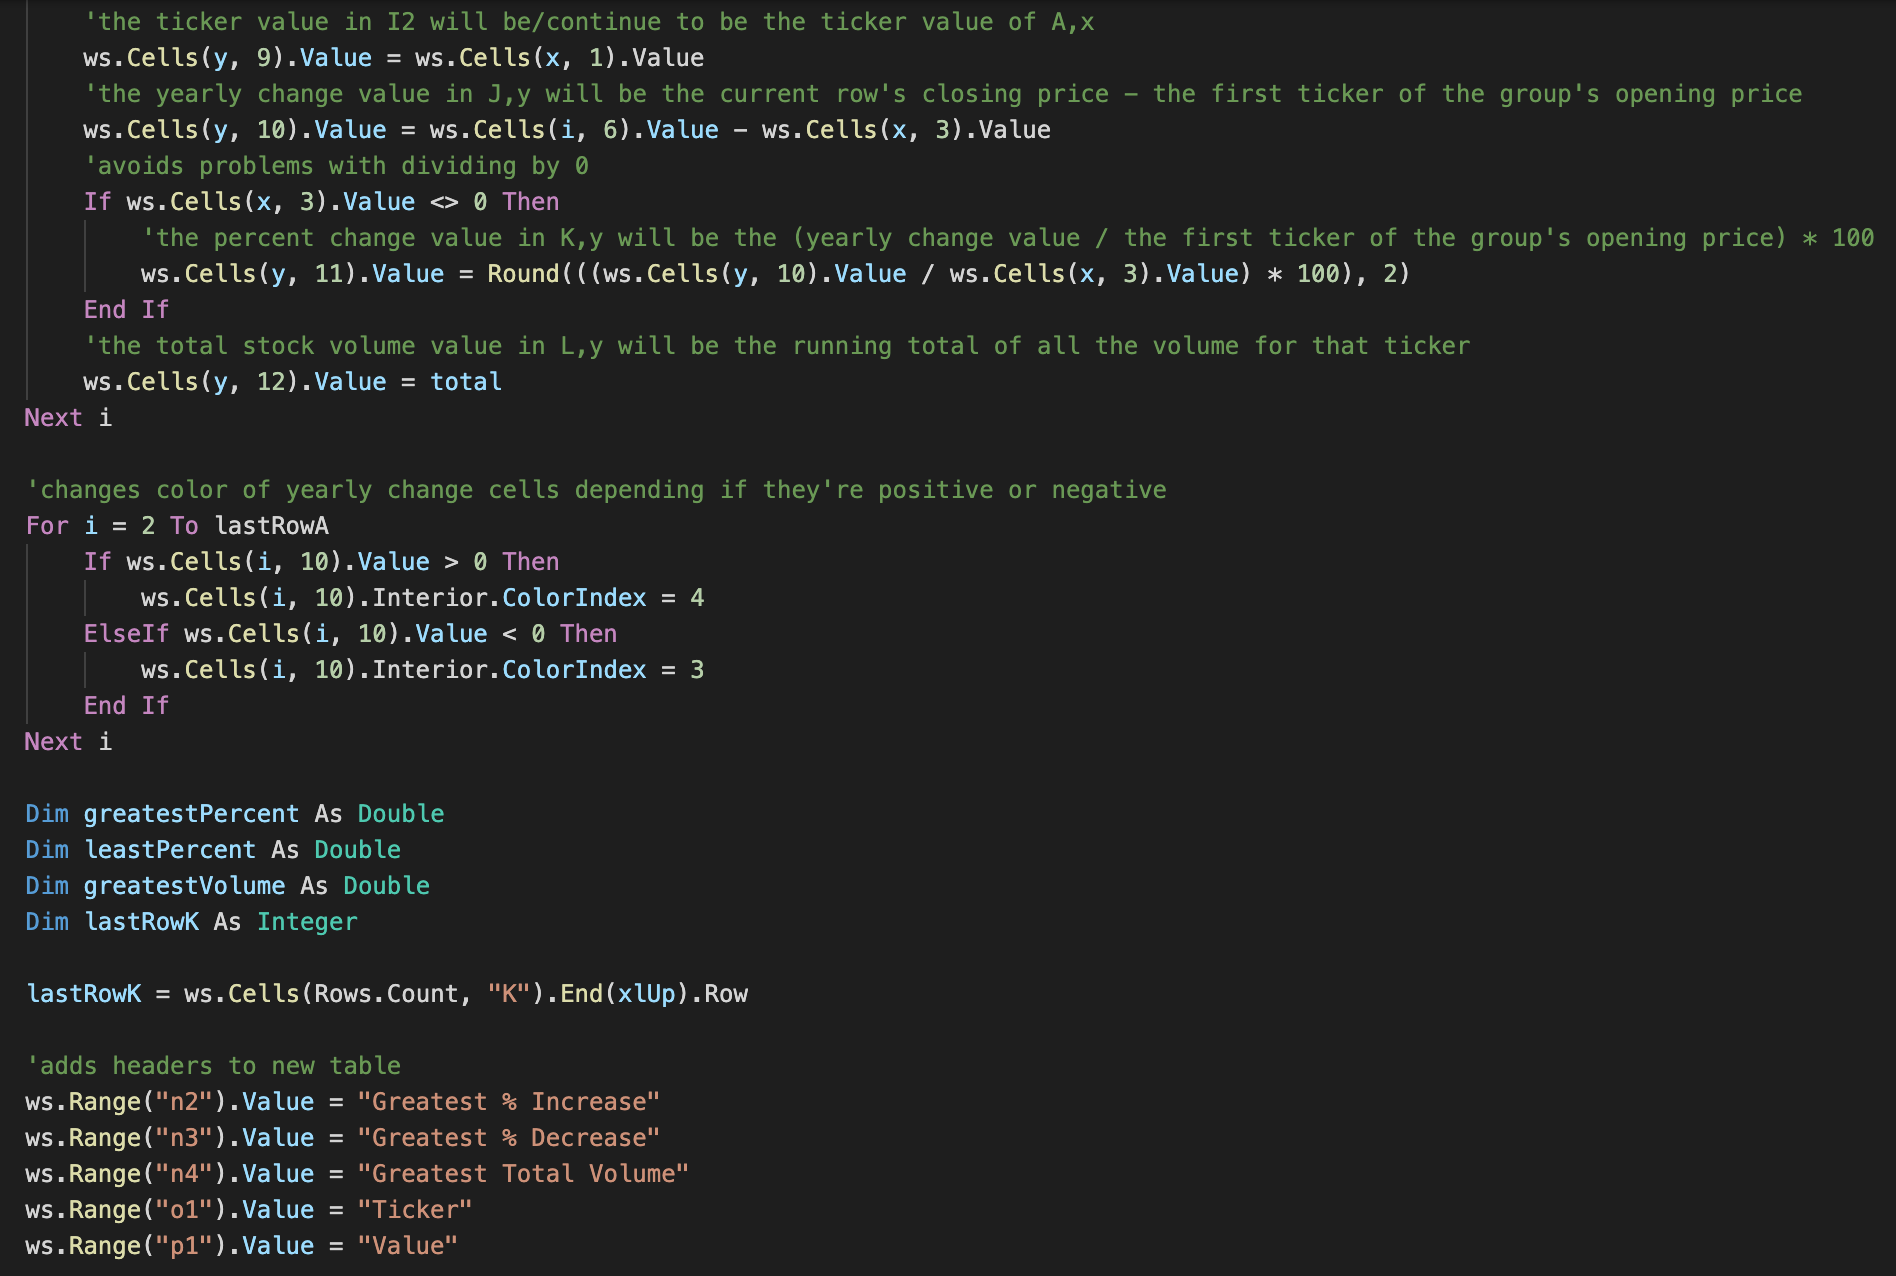 'the ticker value in I2 will be/continue to be the ticker value of A,x
ws.Cells(y, 9).Value = ws.Cells(x, 1).Value
'the yearly change value in J,y will be the current row's closing price – the first ticker of the group's opening price
ws.Cells(y, 10).Value = ws.Cells(i, 6).Value – ws.Cells(x, 3).Value
'avoids problems with dividing by 0
If ws.Cells(x, 3).Value <> 0 Then
'the percent change value in K,y will be the (yearly change value / the first ticker of the group's opening price) * 100
ws.Cells(y, 11).Value = Round(((ws.Cells(y, 10).Value / ws.Cells(x, 3).Value) * 100), 2)
End If
'the total stock volume value in L,y will be the running total of all the volume for that ticker
ws.Cells(y, 12).Value = total
Next i
'changes color of yearly change cells depending if they're positive or negative
For i = 2 To lastRowA
If ws.Cells(i, 10).Value > 0 Then
ws.Cells(i, 10).Interior.ColorIndex = 4
ElseIf ws.Cells(i, 10).Value < 0 Then
ws.Cells(i, 10).Interior.ColorIndex = 3
End If
Next i
Dim greatestPercent As Double
Dim leastPercent As Double
Dim greatestVolume As Double
Dim lastRowK As Integer
lastRowK = ws.Cells(Rows.Count, "K").End(xlUp).Row
'adds headers to new table
ws.Range("n2").Value = "Greatest % Increase"
ws.Range("n3").Value = "Greatest % Decrease"
ws.Range("n4").Value = "Greatest Total Volume"
ws.Range("o1").Value = "Ticker"
ws.Range("p1").Value = "Value"